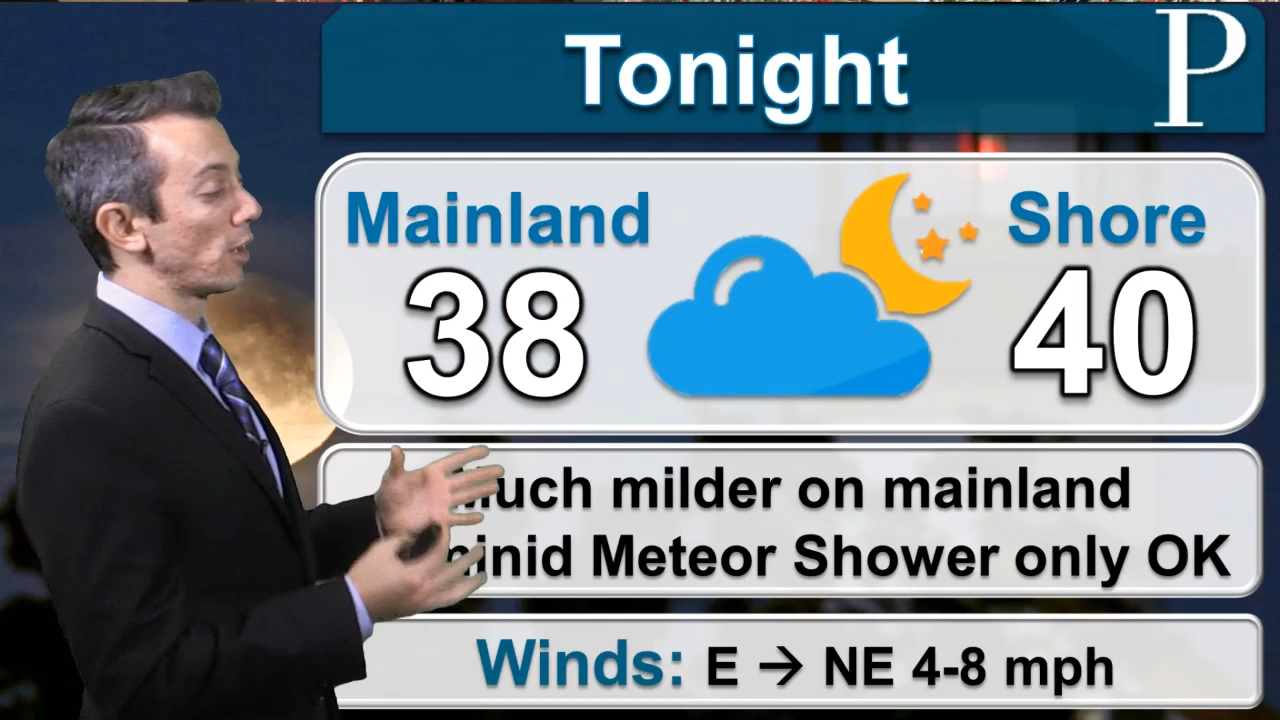 Tonight
P
Mainland
Shore
38
40
milder on mainland
Meteor Shower only OK
Winds: E → NE 4-8 mph